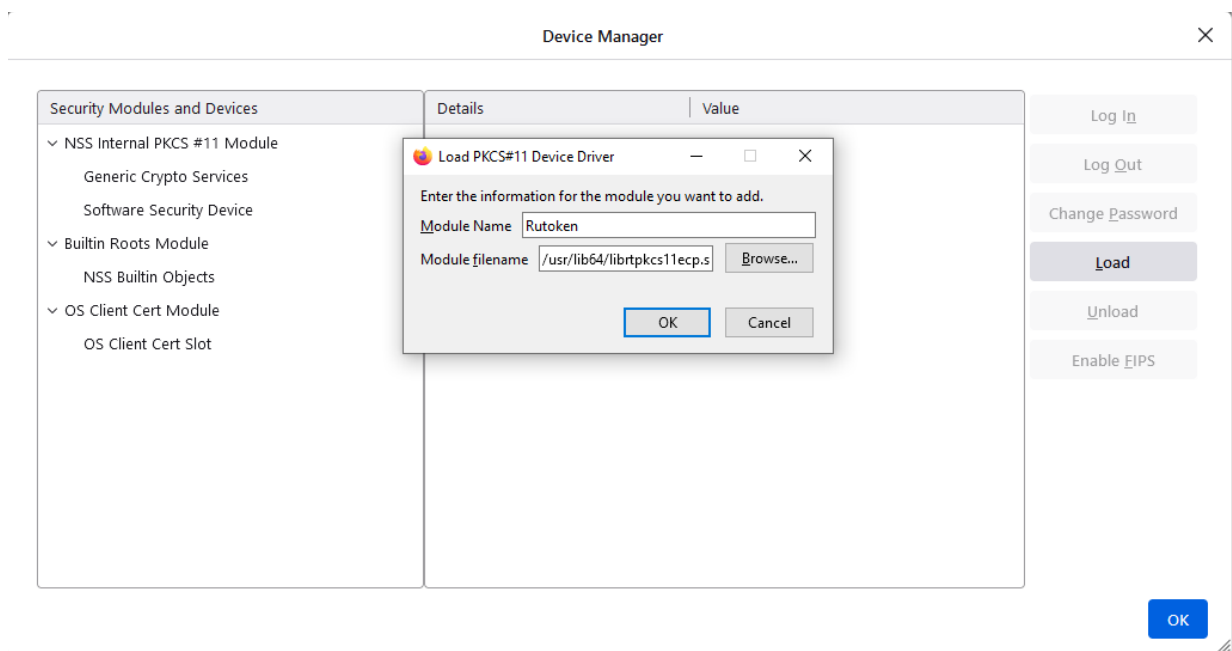 Device Manager
Security Modules and Devices
Details
Value
NSS Internal PKCS #11 Module
Generic Crypto Services
Software Security Device
Builtin Roots Module
NSS Builtin Objects
OS Client Cert Module
OS Client Cert Slot
Load PKCS#11 Device Driver
Enter the information for the module you want to add.
Module Name Rutoken
Module filename /usr/lib64/librtpkcs11ecp.s Browse...
OK Cancel
Log In
Log Out
Change Password
Load
Unload
Enable FIPS
OK